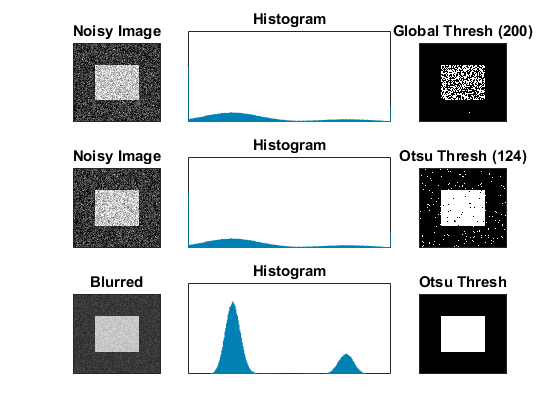 Noisy Image
Histogram
Global Thresh (200)
Noisy Image
Histogram
Otsu Thresh (124)
Blurred
Histogram
Otsu Thresh